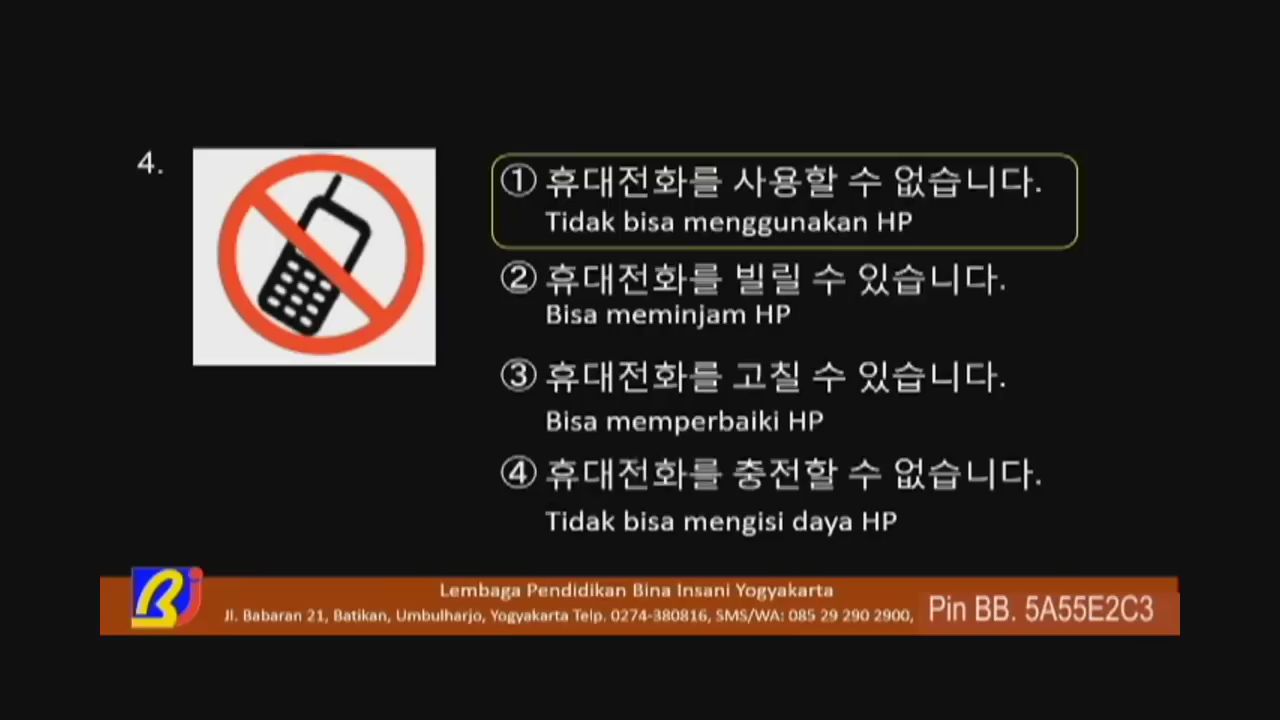 4.
① 휴대전화를 사용할 수 없습니다.
Tidak bisa menggunakan HP
② 휴대전화를 빌릴 수 있습니다.
Bisa meminjam HP
③ 휴대전화를 고칠 수 있습니다.
Bisa memperbaiki HP
④ 휴대전화를 충전할 수 없습니다.
Tidak bisa mengisi daya HP
Lembaga Pendidikan Bina Insani Yogyakarta
Jl. Babaran 21, Batikan, Umbulharjo, Yogyakarta Telp. 0274-380816, SMS/WA: 085 29 290 2900, Pin BB. 5A55E2C3